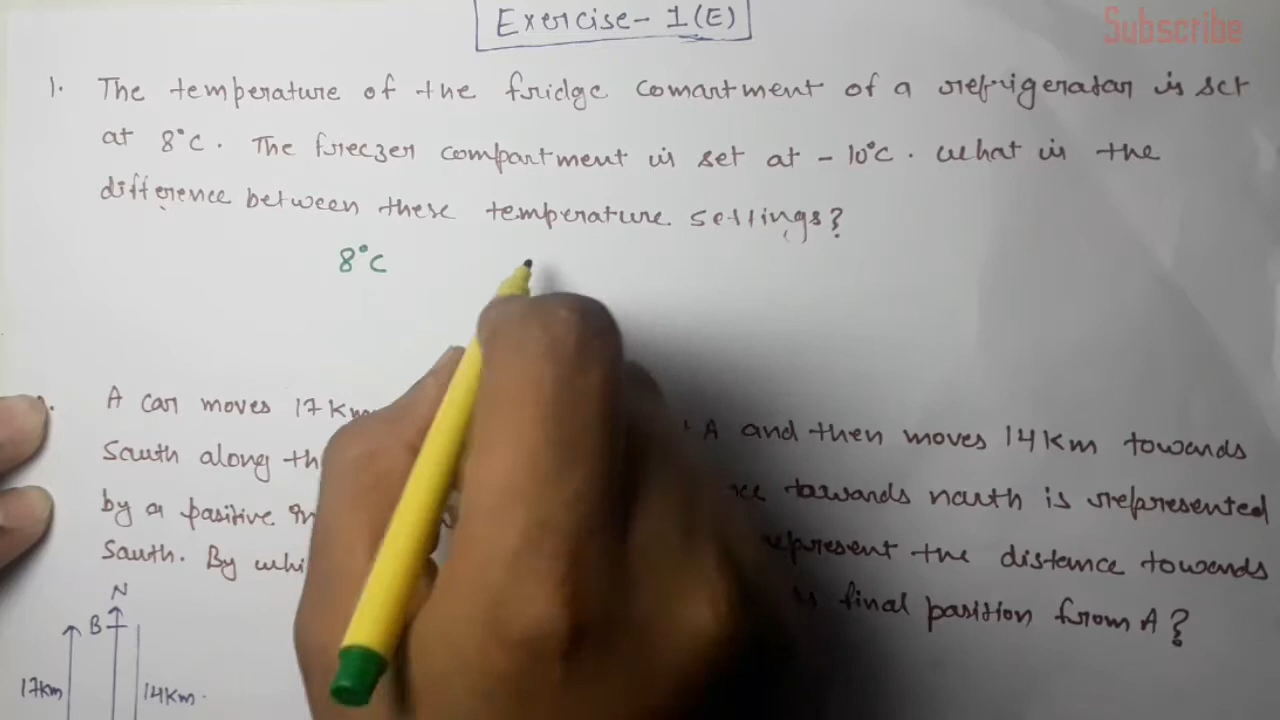 Exercise- 1(E)
Subscribe
1. The temperature of the fridge comartment of a refrigerator is set
at 8°C. The freezer compartment is set at - 10°C. what is the
difference between these temperature settings?
8°C
A car moves 17 Km A and then moves 14 Km towards
South along towards north is represented
by a positive represent the distance towards
South. By final position from A?
N
B
17km 14Km.